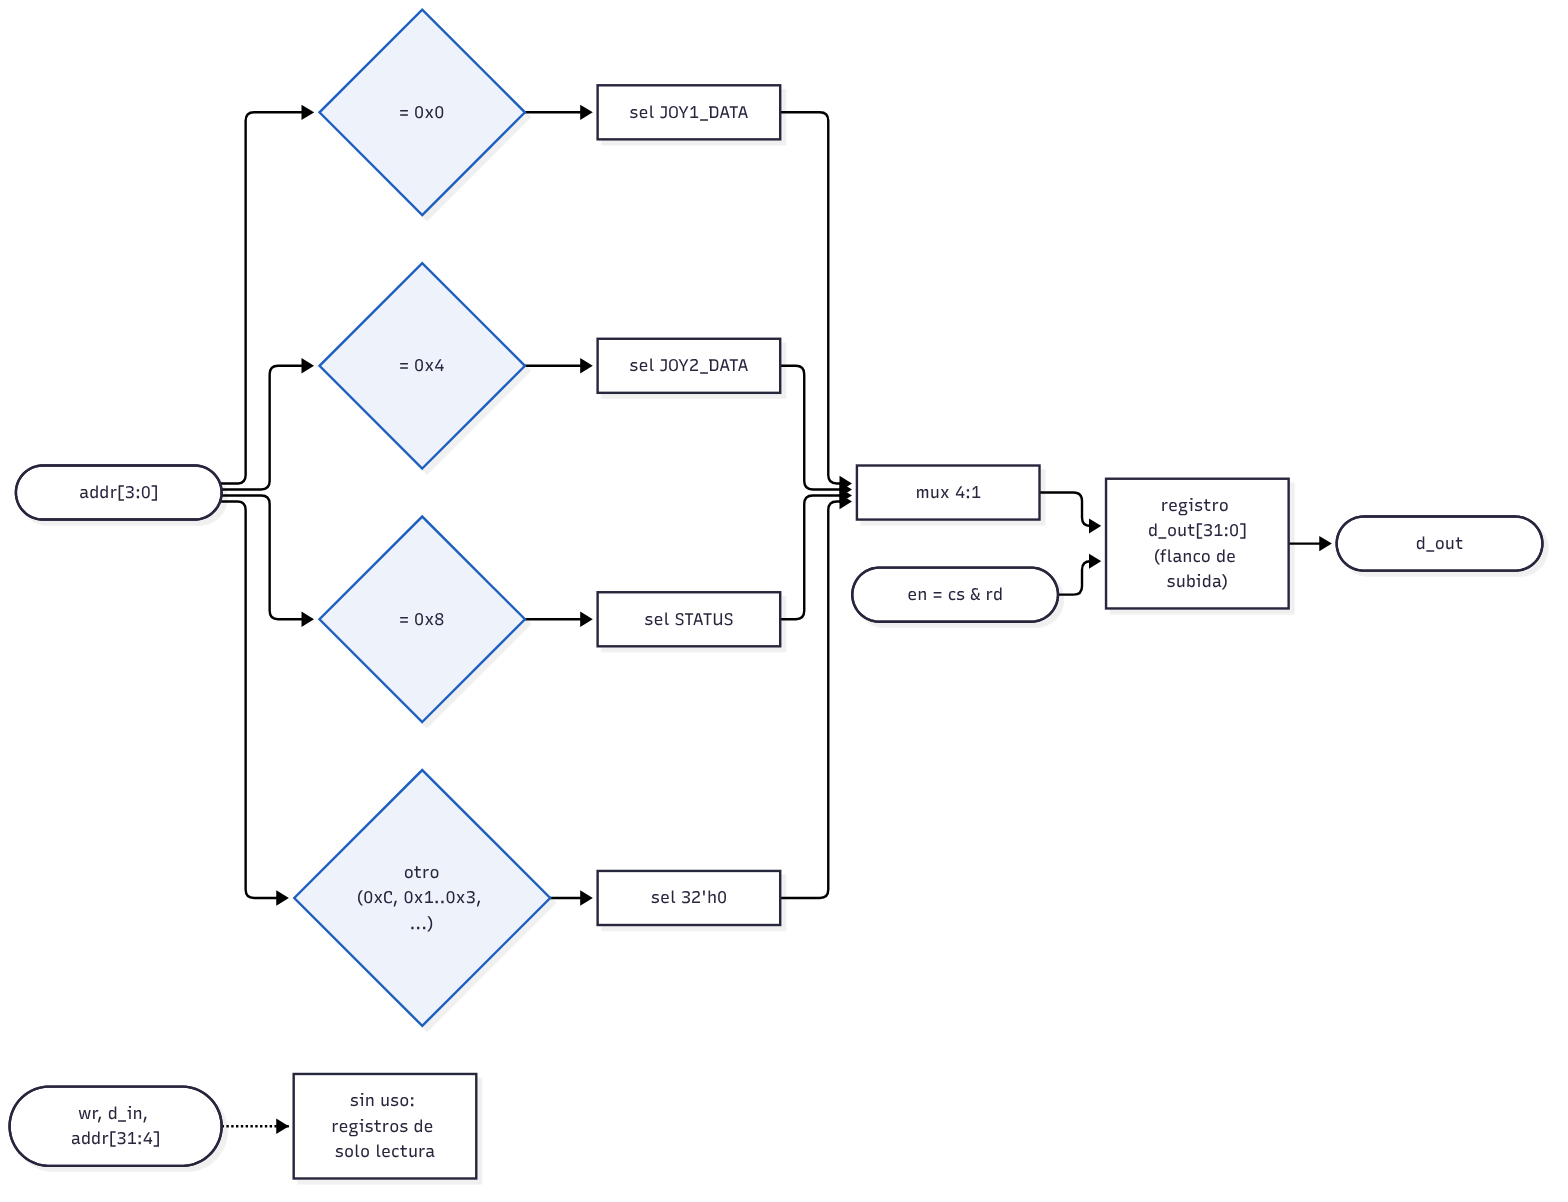 = 0x0
sel JOY1_DATA
= 0x4
sel JOY2_DATA
addr[3:0]
mux 4:1
registro
d_out[31:0]
(flanco de
subida)
d_out
en = cs & rd
= 0x8
sel STATUS
otro
(0xC, 0x1..0x3,
...)
sel 32'h0
wr, d_in,
addr[31:4]
sin uso:
registros de
solo lectura